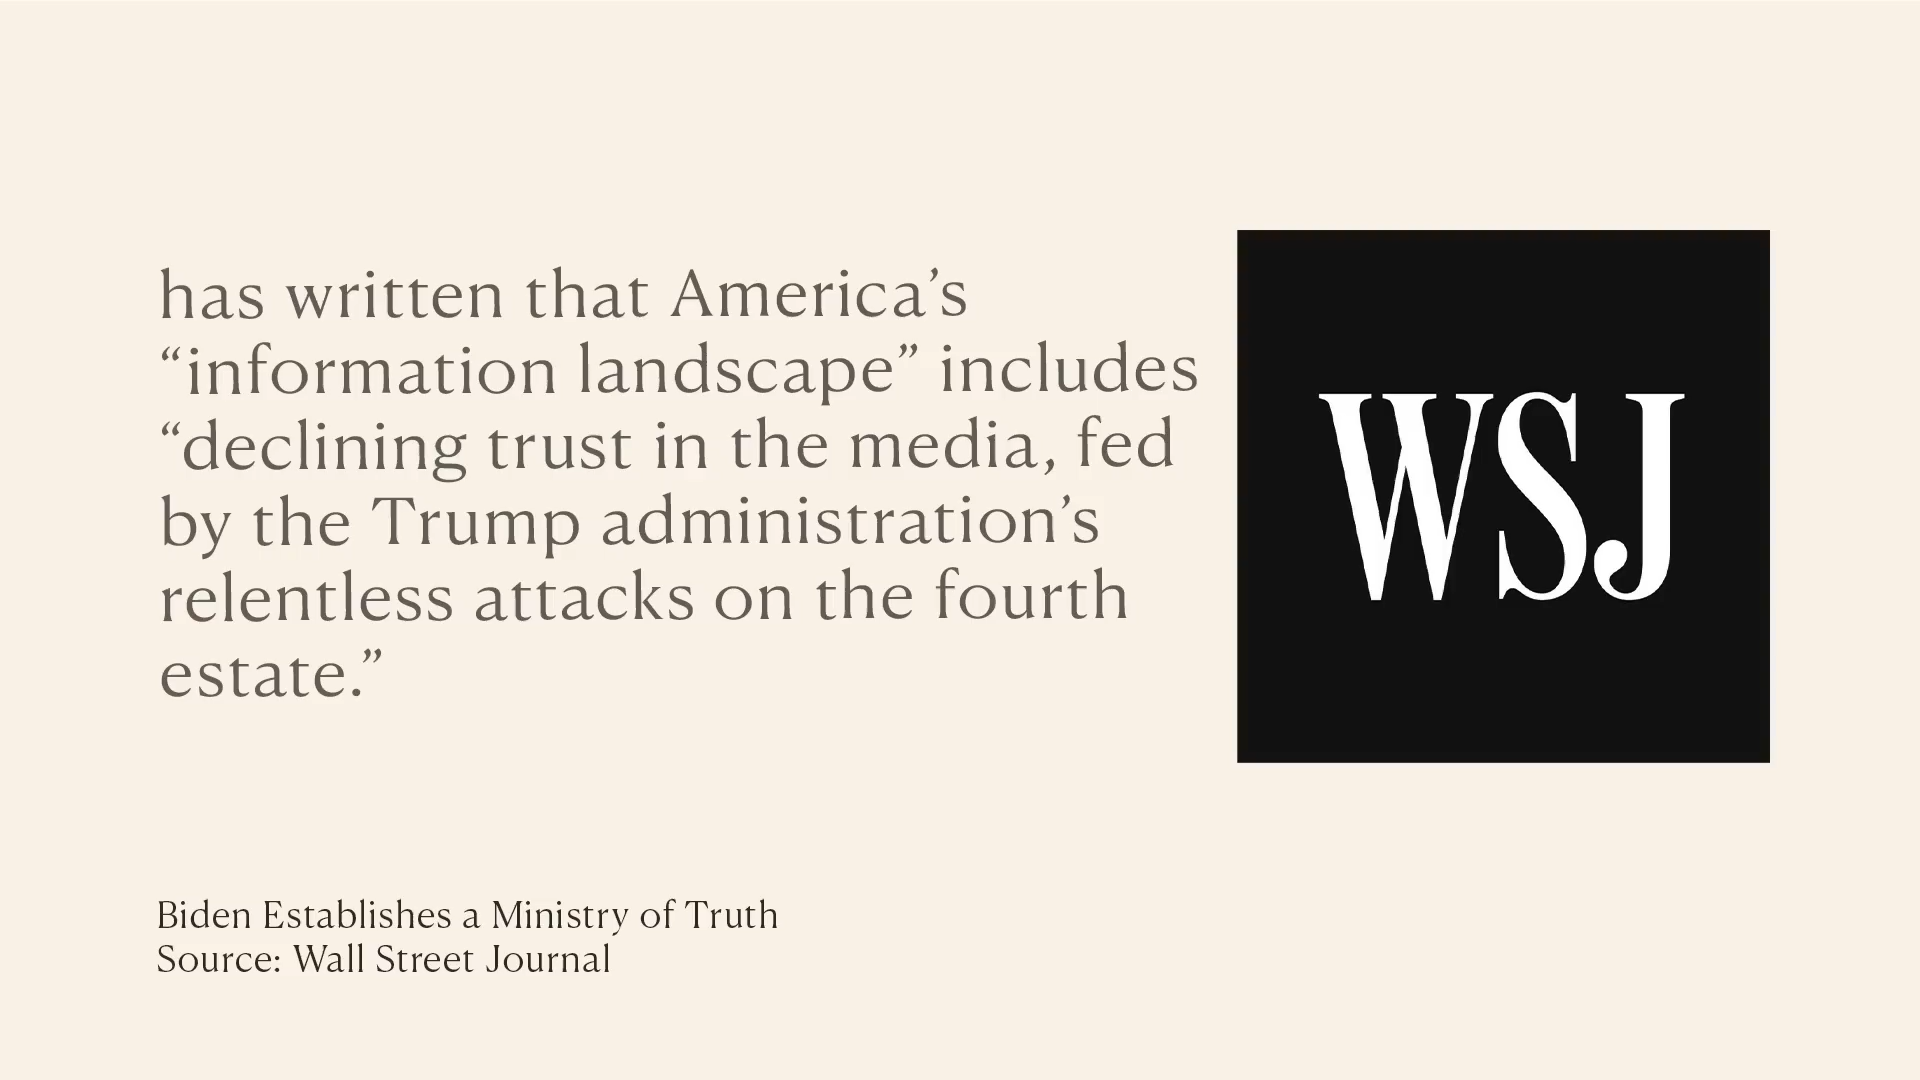 has written that America’s
“information landscape” includes
“declining trust in the media, fed
by the Trump administration’s
relentless attacks on the fourth
estate.”
WSJ
Biden Establishes a Ministry of Truth
Source: Wall Street Journal